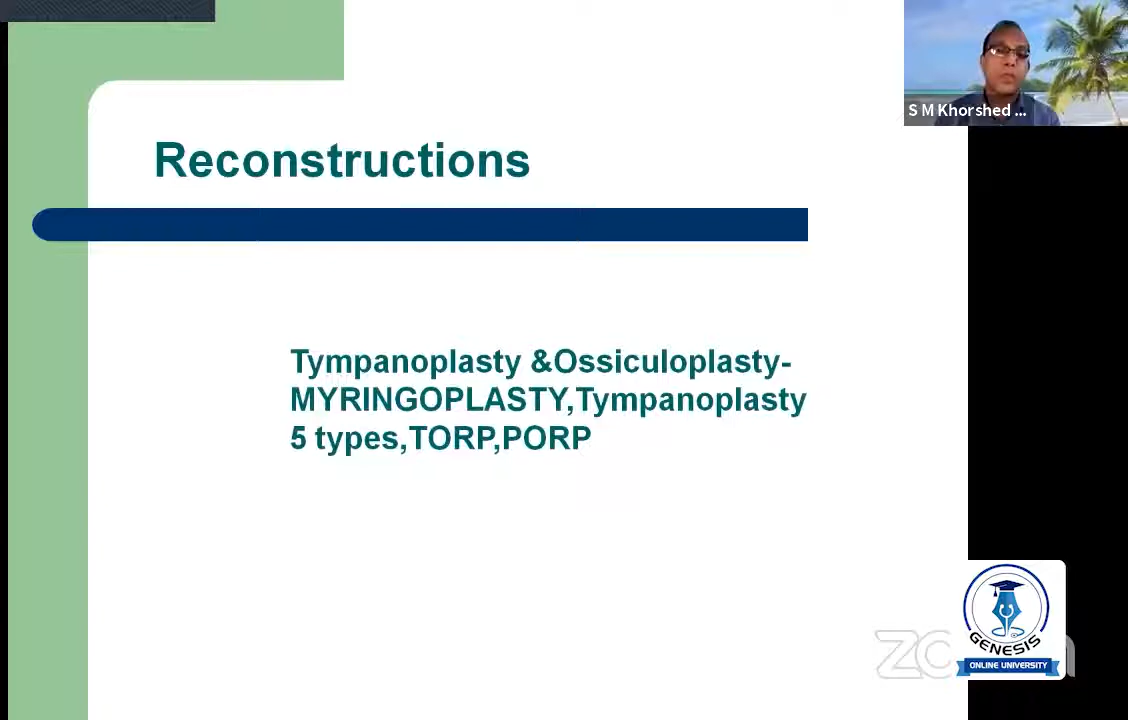 S M Khorshed ...
Reconstructions
Tympanoplasty &Ossiculoplasty-
MYRINGOPLASTY,Tympanoplasty
5 types,TORP,PORP
GENESIS
ONLINE UNIVERSITY